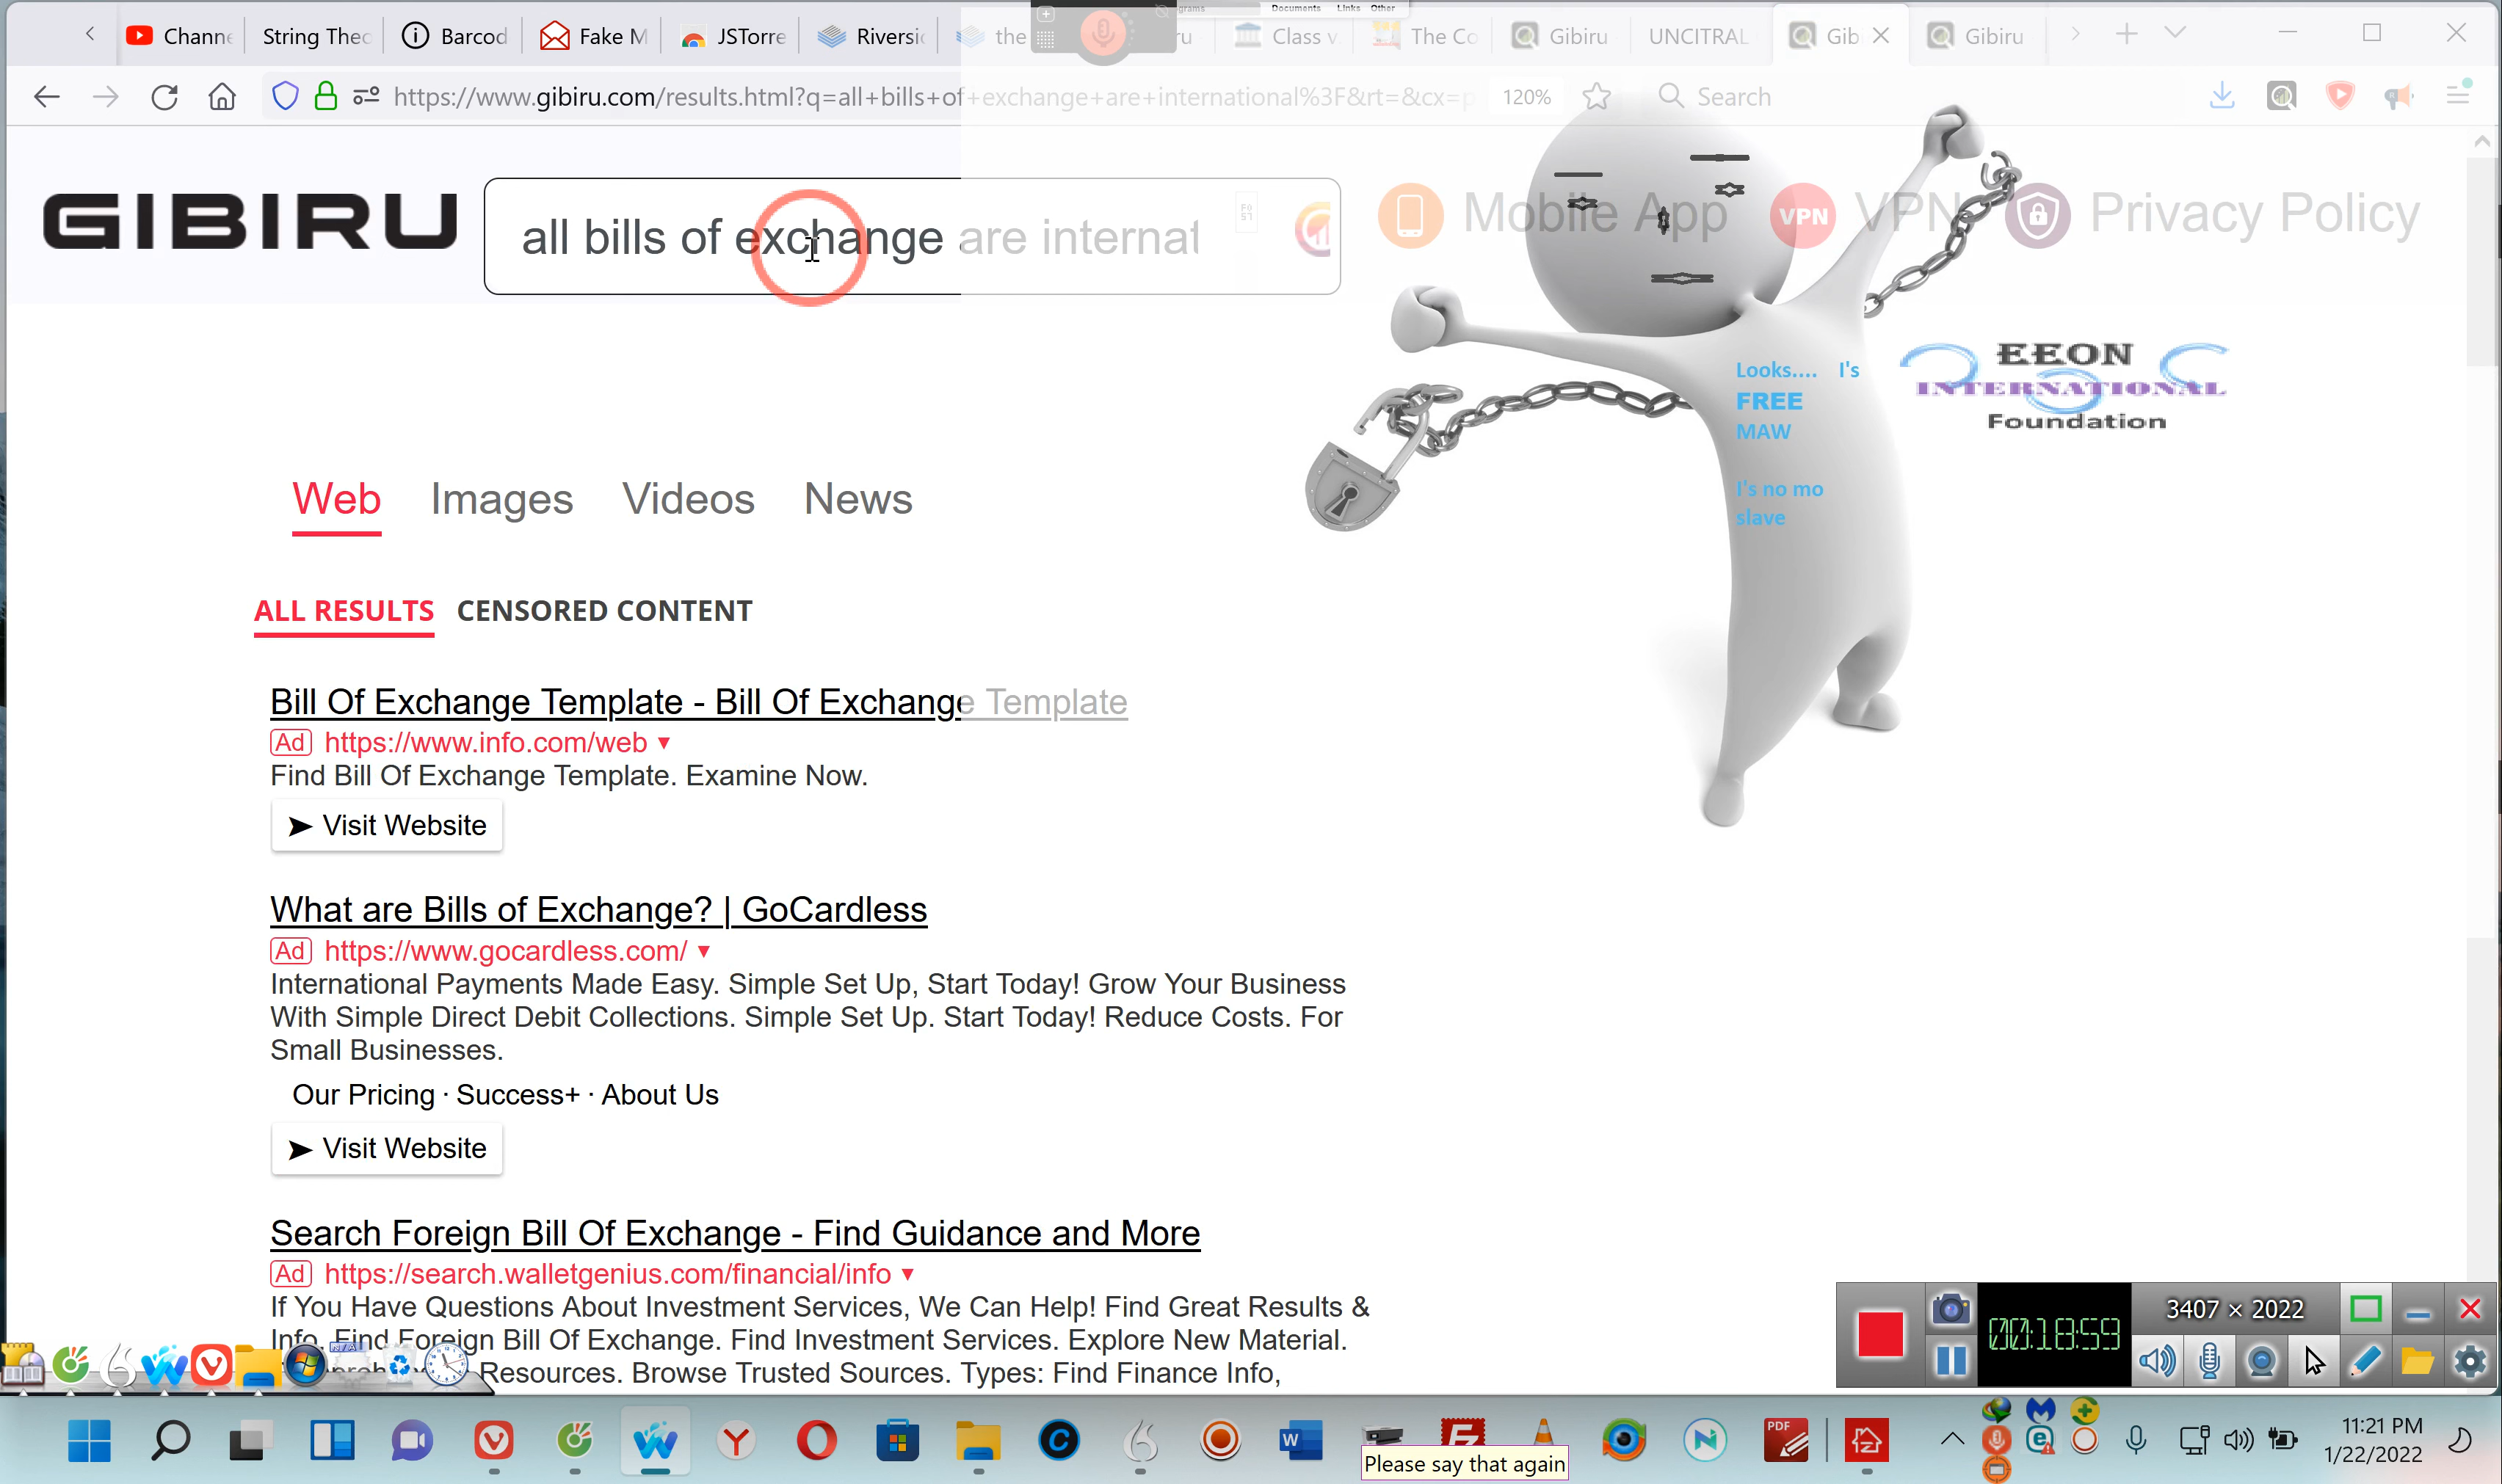 Documents Links Other
Channe
String Theo
Barcod
Fake M
JSTorre
Riversi
the
ru
Class v
The Co
Gibiru
UNCITRAL
Gib
Gibiru
https://www.gibiru.com/results.html?q=all+bills+of+exchange+are+international%3F&rt=&cx=p
120%
Search
GIBIRU
all bills of exchange are internat
Mobile App
VPN
VPN
Privacy Policy
Looks.... I's
FREE
MAW
I's no mo
slave
EEON
INTERNATIONAL
Foundation
Web
Images
Videos
News
ALL RESULTS
CENSORED CONTENT
Bill Of Exchange Template - Bill Of Exchange Template
Ad https://www.info.com/web
Find Bill Of Exchange Template. Examine Now.
Visit Website
What are Bills of Exchange? | GoCardless
Ad https://www.gocardless.com/
International Payments Made Easy. Simple Set Up, Start Today! Grow Your Business
With Simple Direct Debit Collections. Simple Set Up. Start Today! Reduce Costs. For
Small Businesses.
Our Pricing · Success+ · About Us
Visit Website
Search Foreign Bill Of Exchange - Find Guidance and More
Ad https://search.walletgenius.com/financial/info
If You Have Questions About Investment Services, We Can Help! Find Great Results &
Info. Find Foreign Bill Of Exchange. Find Investment Services. Explore New Material.
Resources. Browse Trusted Sources. Types: Find Finance Info,
00:18:59
3407 × 2022
PDF
Please say that again
11:21 PM
1/22/2022